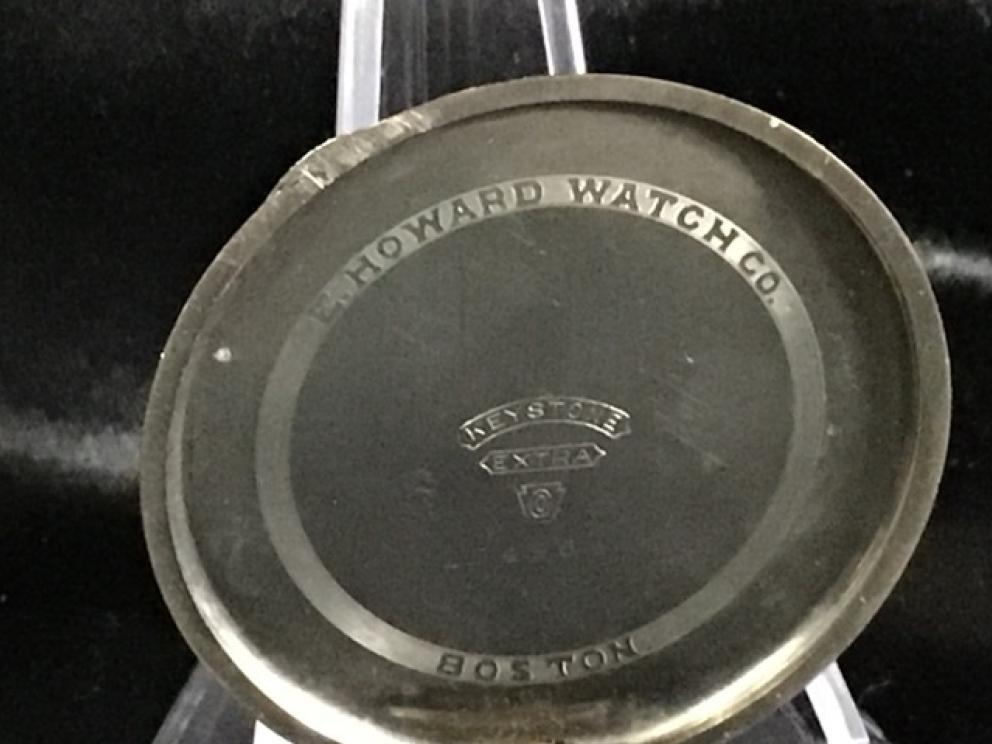 E. HOWARD WATCH CO.
KEYSTONE
EXTRA
O
BOSTON